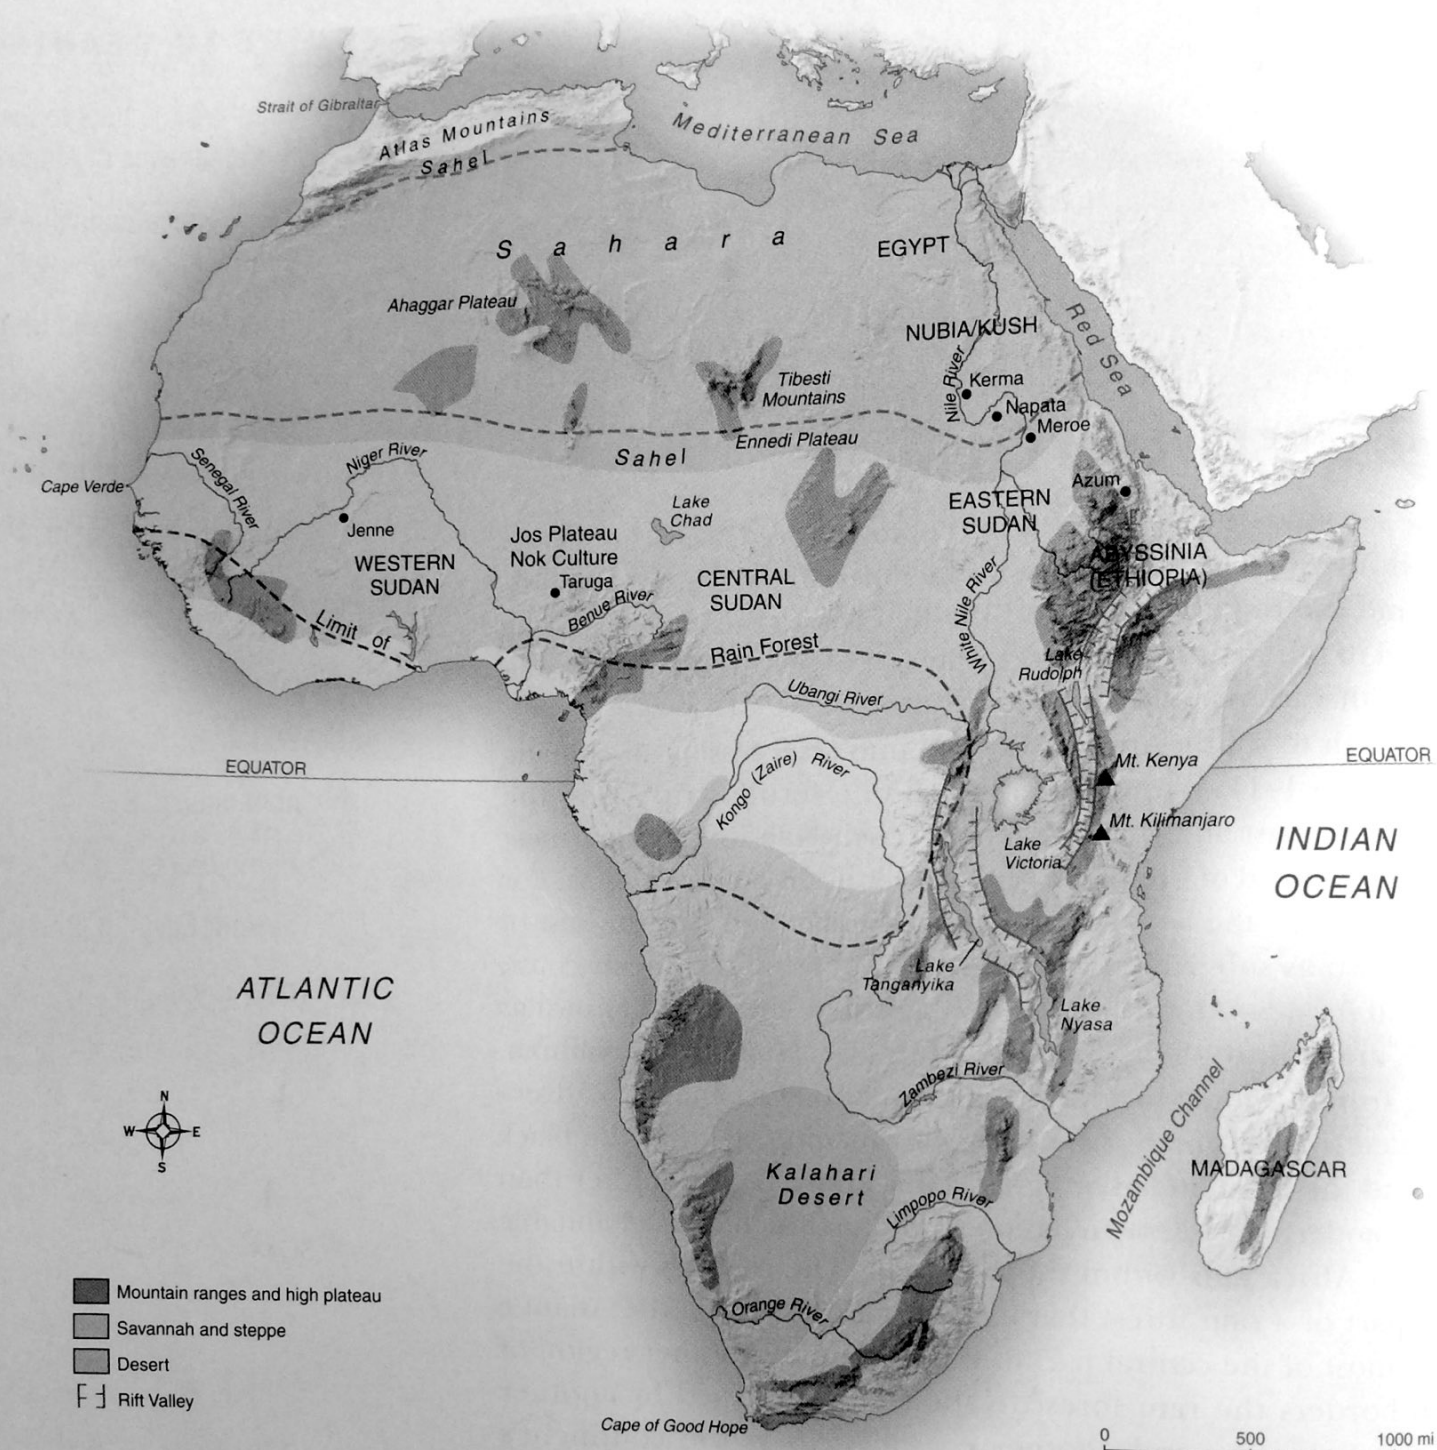 Strait of Gibraltar
Atlas Mountains
Sahel
Mediterranean Sea
Sahara
EGYPT
Ahaggar Plateau
Red Sea
NUBIA/KUSH
Nile River
Kerma
Tibesti
Mountains
Napata
Meroe
Ennedi Plateau
Sahel
Senegal River
Niger River
Cape Verde
Azum
Lake
Chad
EASTERN
SUDAN
Jenne
Jos Plateau
Nok Culture
Taruga
WESTERN
SUDAN
CENTRAL
SUDAN
ABYSSINIA
(ETHIOPIA)
Benue River
White Nile River
Limit of
Rain Forest
Lake
Rudolph
Ubangi River
EQUATOR
EQUATOR
Mt. Kenya
Kongo (Zaire) River
Mt. Kilimanjaro
Lake
Victoria
INDIAN
OCEAN
Lake
Tanganyika
ATLANTIC
OCEAN
Lake
Nyasa
Zambezi River
Mozambique Channel
N
W E
S
MADAGASCAR
Kalahari
Desert
Limpopo River
Orange River
Mountain ranges and high plateau
Savannah and steppe
Desert
Rift Valley
Cape of Good Hope
0 500 1000 mi